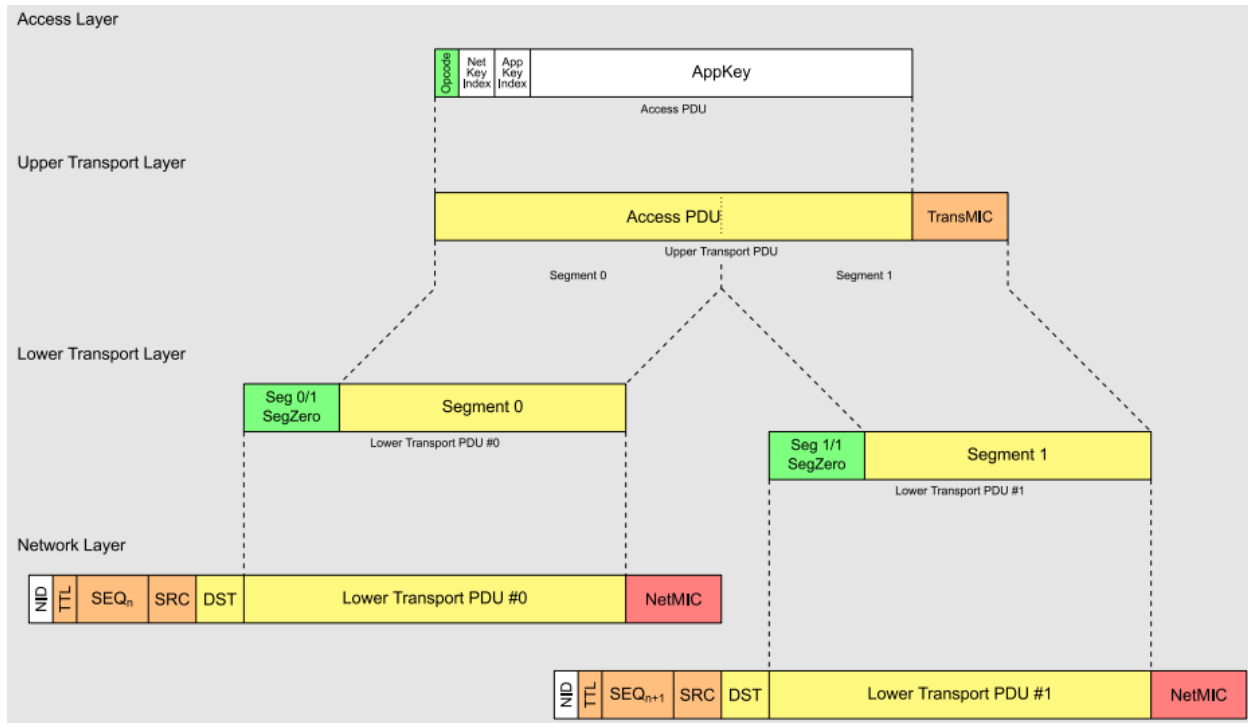 Access Layer
Opcode
Net
Key
Index
App
Key
Index
AppKey
Access PDU
Upper Transport Layer
Access PDU
TransMIC
Upper Transport PDU
Segment 0
Segment 1
Lower Transport Layer
Seg 0/1
SegZero
Segment 0
Lower Transport PDU #0
Seg 1/1
SegZero
Segment 1
Lower Transport PDU #1
Network Layer
NID
TTL
SEQn
SRC
DST
Lower Transport PDU #0
NetMIC
NID
TTL
SEQn+1
SRC
DST
Lower Transport PDU #1
NetMIC